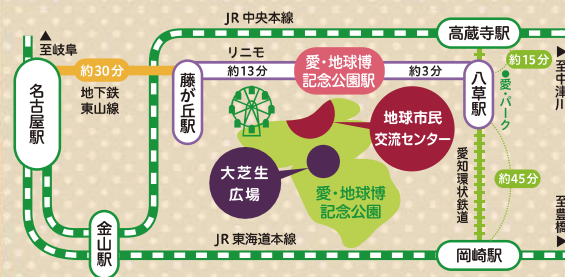 JR 中央本線
高蔵寺駅
至岐阜
リニモ
約15分
至中津川
約30分
約13分
愛・地球博
記念公園駅
約3分
名古屋駅
地下鉄
東山線
藤が丘駅
八草駅
愛・パーク
地球市民
交流センター
大芝生
広場
愛・地球博
記念公園
愛知環状鉄道
約45分
金山駅
JR 東海道本線
至豊橋
岡崎駅